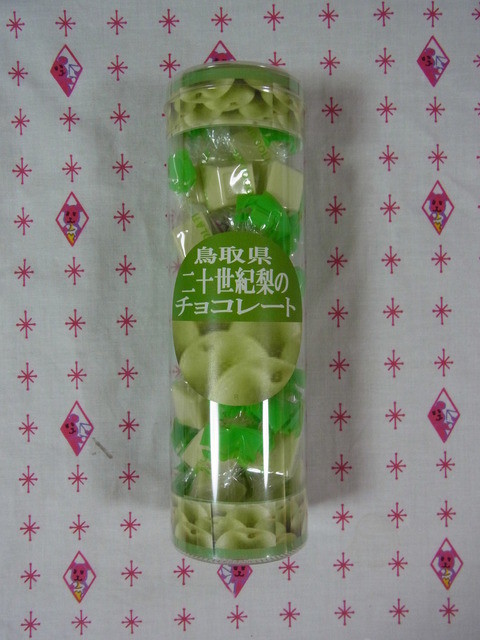 鳥取県
二十世紀梨の
チョコレート